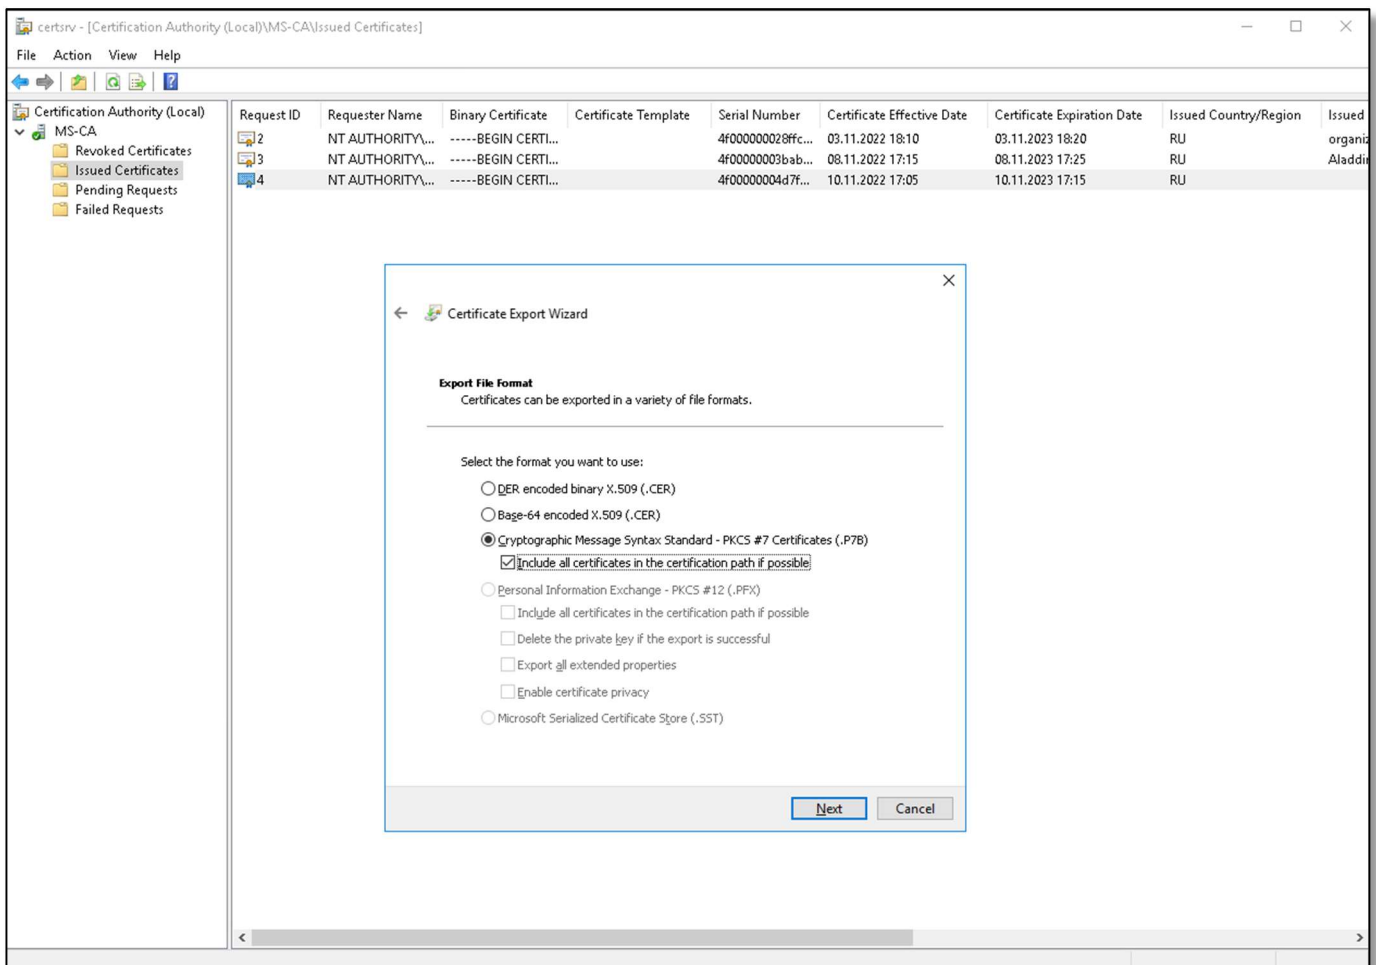 certsrv - [Certification Authority (Local)\MS-CA\Issued Certificates]
File Action View Help
Certification Authority (Local)
MS-CA
Revoked Certificates
Issued Certificates
Pending Requests
Failed Requests
Request ID Requester Name Binary Certificate Certificate Template Serial Number Certificate Effective Date Certificate Expiration Date Issued Country/Region Issued
2 NT AUTHORITY\... -----BEGIN CERTI... 4f000000028ffc... 03.11.2022 18:10 03.11.2023 18:20 RU organiz
3 NT AUTHORITY\... -----BEGIN CERTI... 4f00000003bab... 08.11.2022 17:15 08.11.2023 17:25 RU Aladdin
4 NT AUTHORITY\... -----BEGIN CERTI... 4f00000004d7f... 10.11.2022 17:05 10.11.2023 17:15 RU
Certificate Export Wizard
Export File Format
Certificates can be exported in a variety of file formats.
Select the format you want to use:
DER encoded binary X.509 (.CER)
Base-64 encoded X.509 (.CER)
Cryptographic Message Syntax Standard - PKCS #7 Certificates (.P7B)
Include all certificates in the certification path if possible
Personal Information Exchange - PKCS #12 (.PFX)
Include all certificates in the certification path if possible
Delete the private key if the export is successful
Export all extended properties
Enable certificate privacy
Microsoft Serialized Certificate Store (.SST)
Next Cancel